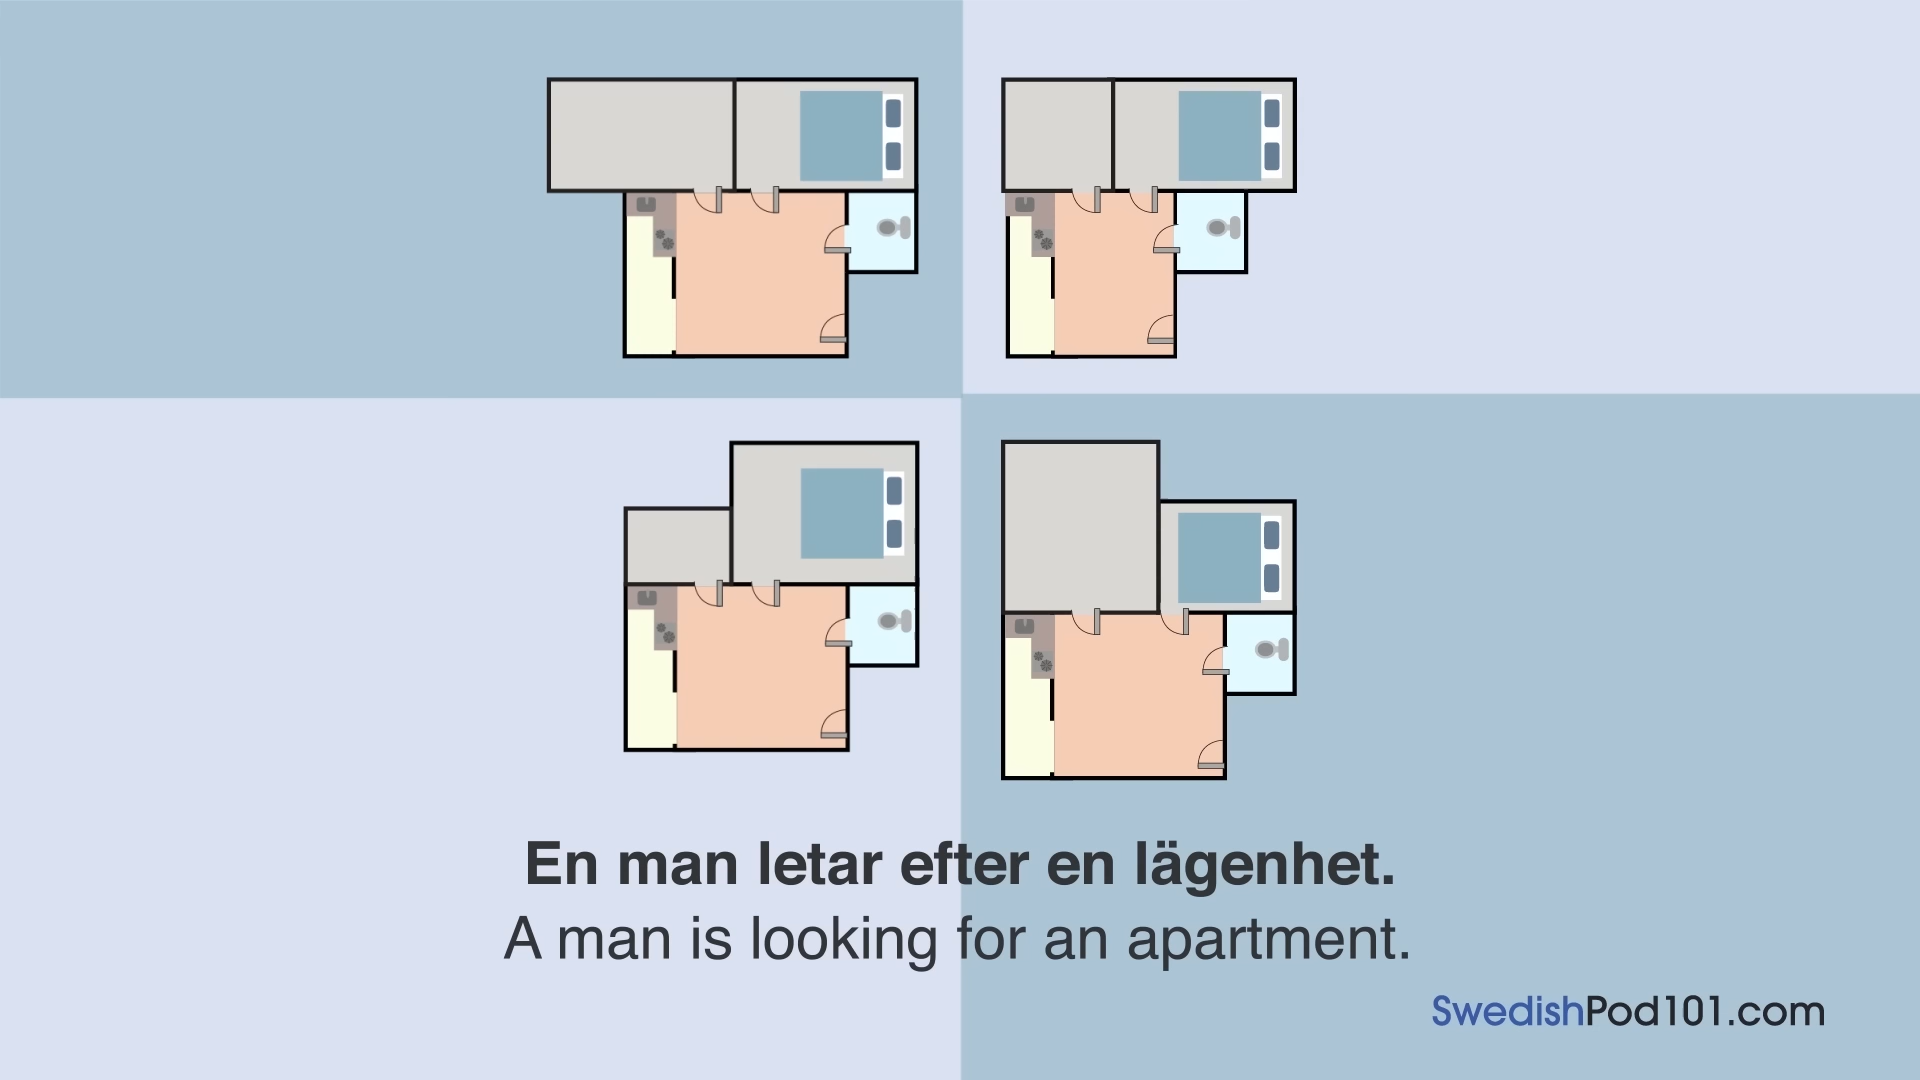 En man letar efter en lägenhet.
A man is looking for an apartment.
SwedishPod101.com